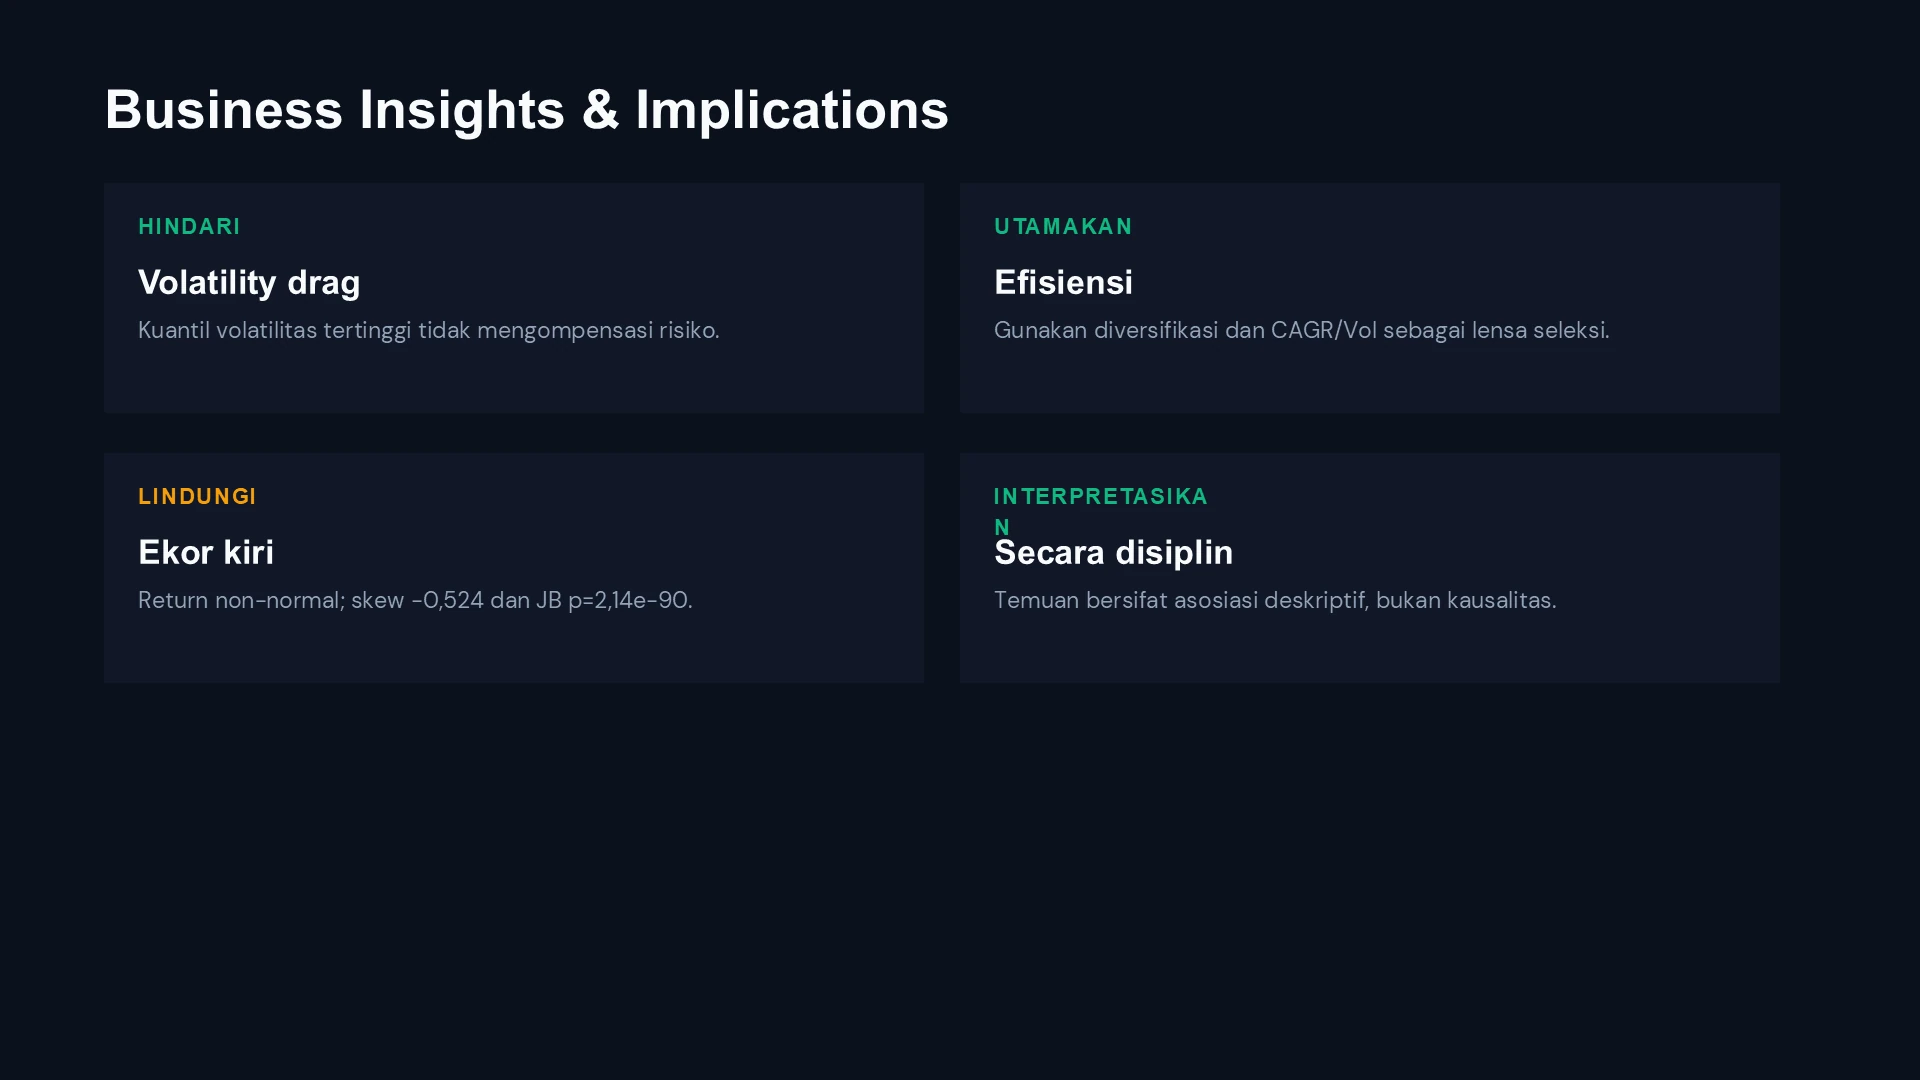 Business Insights & Implications
HINDARI
Volatility drag
Kuantil volatilitas tertinggi tidak mengompensasi risiko.
UTAMAKAN
Efisiensi
Gunakan diversifikasi dan CAGR/Vol sebagai lensa seleksi.
LINDUNGI
Ekor kiri
Return non-normal; skew -0,524 dan JB p=2,14e-90.
INTERPRETASIKA
N
Secara disiplin
Temuan bersifat asosiasi deskriptif, bukan kausalitas.